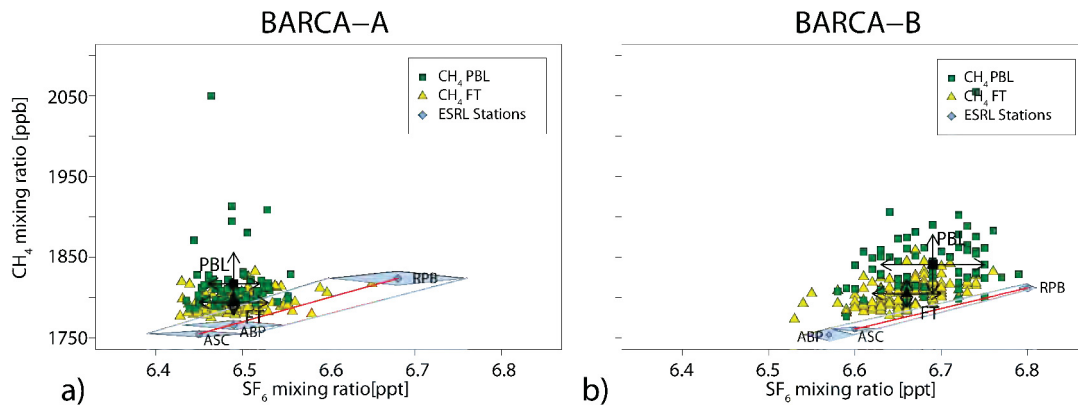 BARCA−A
BARCA−B
CH₄ mixing ratio [ppb]
2050
1950
1850
1750
CH₄ PBL
CH₄ FT
ESRL Stations
PBL
FT
RPB
ABP
ASC
6.4
6.5
6.6
6.7
6.8
a)
SF₆ mixing ratio[ppt]
CH₄ PBL
CH₄ FT
ESRL Stations
PBL
FT
RPB
ABP
ASC
6.4
6.5
6.6
6.7
6.8
b)
SF₆ mixing ratio [ppt]